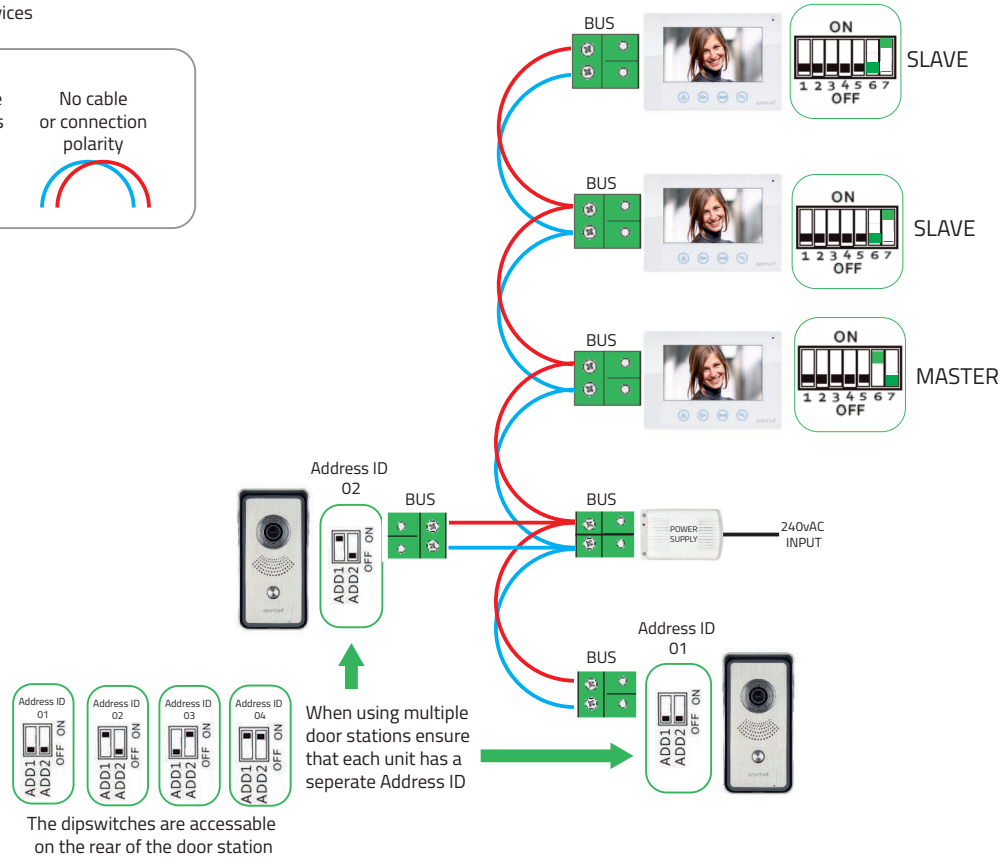 vices
e
s
No cable
or connection
polarity
BUS
ON
1 2 3 4 5 6 7
OFF
SLAVE
BUS
ON
1 2 3 4 5 6 7
OFF
SLAVE
BUS
ON
1 2 3 4 5 6 7
OFF
MASTER
Address ID
02
ADD1
ADD2
OFF ON
BUS
BUS
POWER
SUPPLY
240vAC
INPUT
BUS
Address ID
01
ADD1
ADD2
OFF ON
Address ID
01
ADD1
ADD2
OFF ON
Address ID
02
ADD1
ADD2
OFF ON
Address ID
03
ADD1
ADD2
OFF ON
Address ID
04
ADD1
ADD2
OFF ON
When using multiple
door stations ensure
that each unit has a
seperate Address ID
The dipswitches are accessable
on the rear of the door station